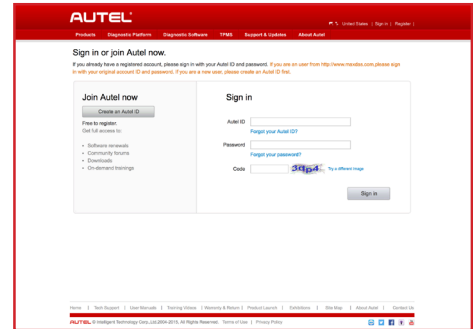 AUTEL
United States | Sign in | Register |
Products Diagnostic Platform Diagnostic Software TPMS Support & Updates About Autel
Sign in or join Autel now.
If you already have a registered account, please sign in with your Autel ID and password. If you are an user from http://www.maxidas.com please sign
in with your original account ID and password. If you are a new user, please create an Autel ID first.
Join Autel now
Create an Autel ID
Free to register.
Get full access to:
• Software renewals
• Community forums
• Downloads
• On-demand trainings
Sign in
Autel ID
Forgot your Autel ID?
Password
Forgot your password?
Code 3qp4 Try a different image
Sign in
Home | Tech Support | User Manuals | Training Videos | Warranty & Return | Product Launch | Exhibitions | Site Map | About Autel | Contact Us
AUTEL © Intelligent Technology Corp.,Ltd.2004-2015, All Rights Reserved. Terms of Use | Privacy Policy